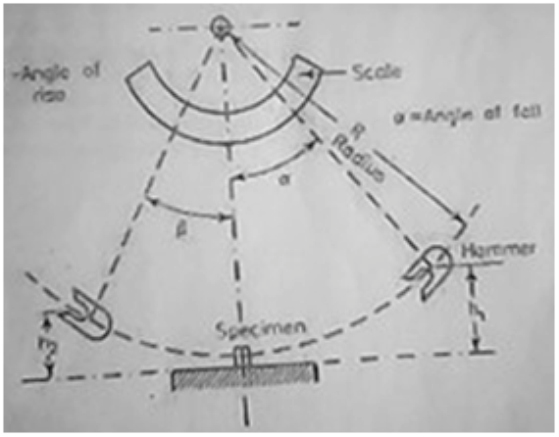 -Angle of
rise
Scale
α = Angle of fall
R
Radius
α
β
Hammer
h₁
h₂
Specimen